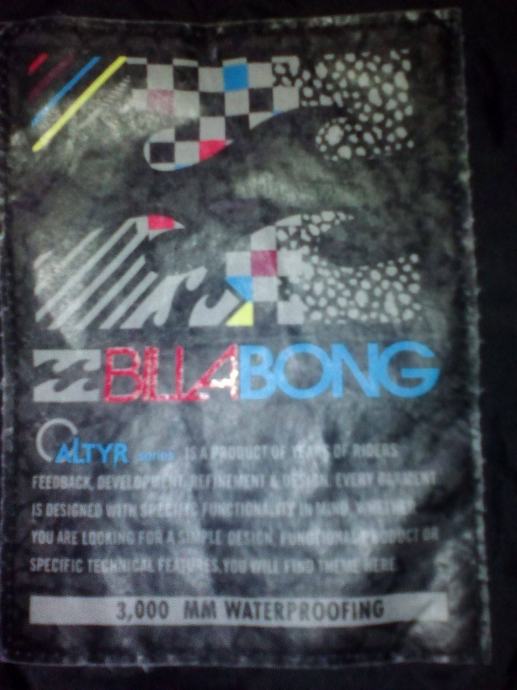 BILLABONG
ALTYR series IS A PRODUCT OF YEARS OF RIDERS
FEEDBACK, DEVELOPMENT, REFINEMENT & DESIGN. EVERY GARMENT
IS DESIGNED WITH SPECIFIC FUNCTIONALITY IN MIND. WHETHER
YOU ARE LOOKING FOR A SIMPLE DESIGN, FUNCTIONAL PRODUCT OR
SPECIFIC TECHNICAL FEATURES, YOU WILL FIND THEME HERE.
3,000 MM WATERPROOFING